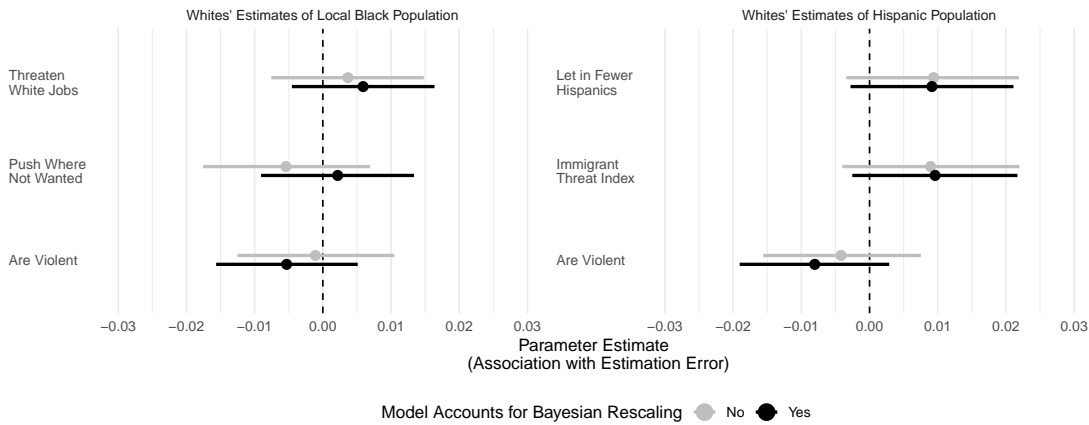 Whites' Estimates of Local Black Population
Threaten
White Jobs
Push Where
Not Wanted
Are Violent
−0.03 −0.02 −0.01 0.00 0.01 0.02 0.03
Whites' Estimates of Hispanic Population
Let in Fewer
Hispanics
Immigrant
Threat Index
Are Violent
−0.03 −0.02 −0.01 0.00 0.01 0.02 0.03
Parameter Estimate
(Association with Estimation Error)
Model Accounts for Bayesian Rescaling No Yes